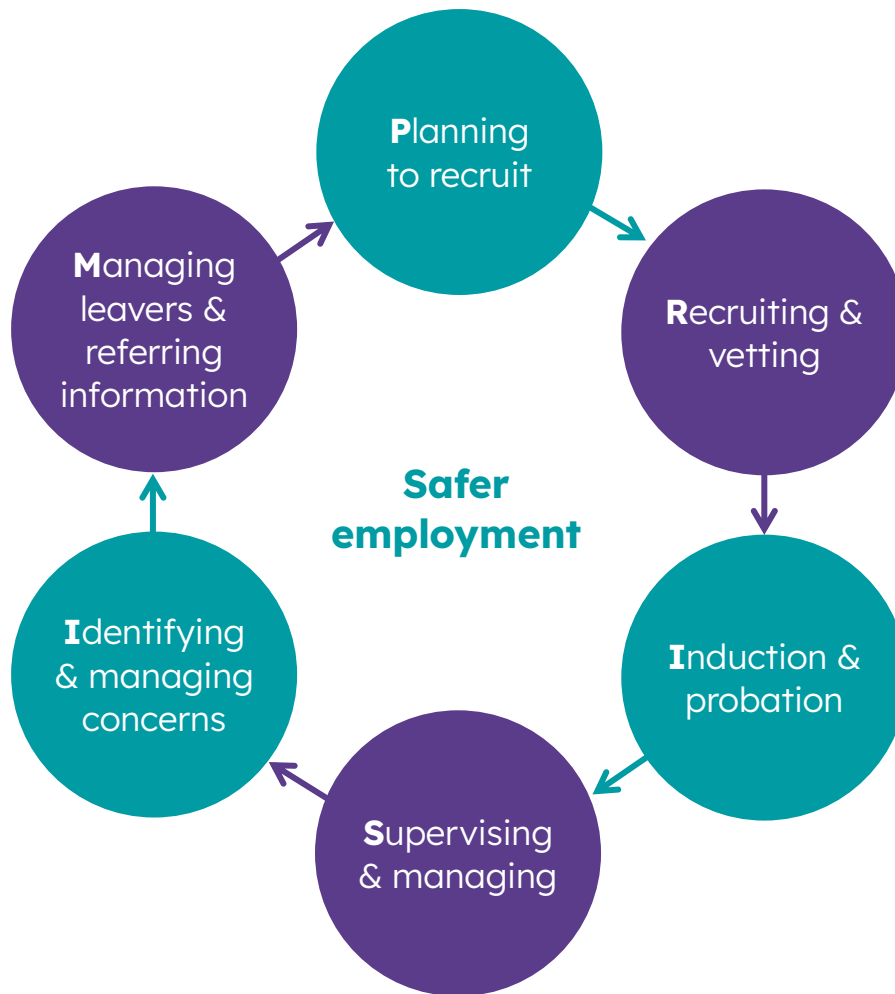 Planning
to recruit
Recruiting &
vetting
Induction &
probation
Supervising
& managing
Identifying
& managing
concerns
Managing
leavers &
referring
information
Safer
employment